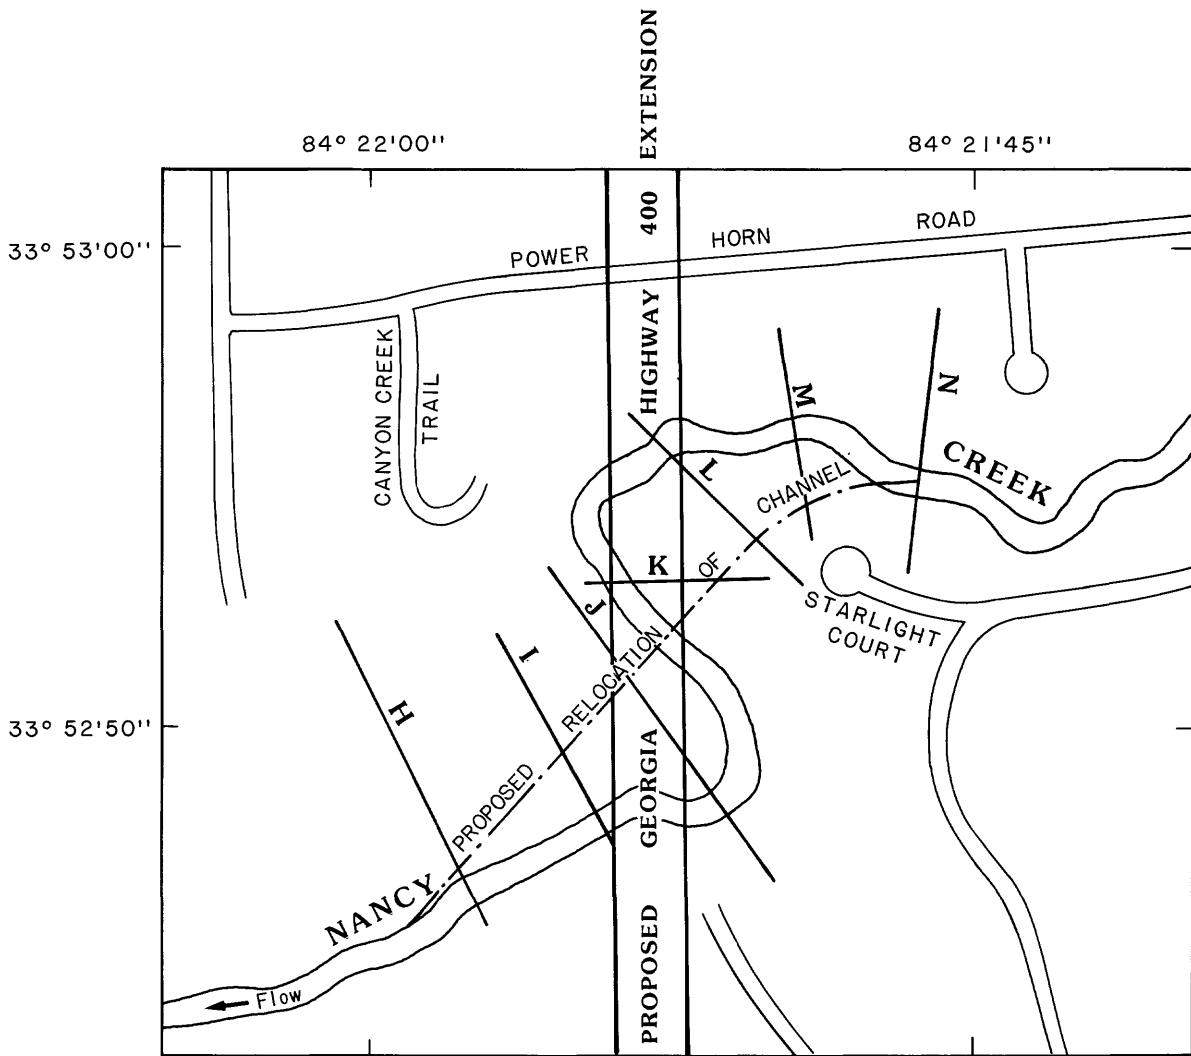 84° 22'00"
84° 21'45"
33° 53'00"
33° 52'50"
PROPOSED GEORGIA HIGHWAY 400 EXTENSION
POWER HORN ROAD
CANYON CREEK
TRAIL
M
N
L
K
J
I
H
CREEK
PROPOSED RELOCATION OF CHANNEL
STARLIGHT
COURT
NANCY
Flow